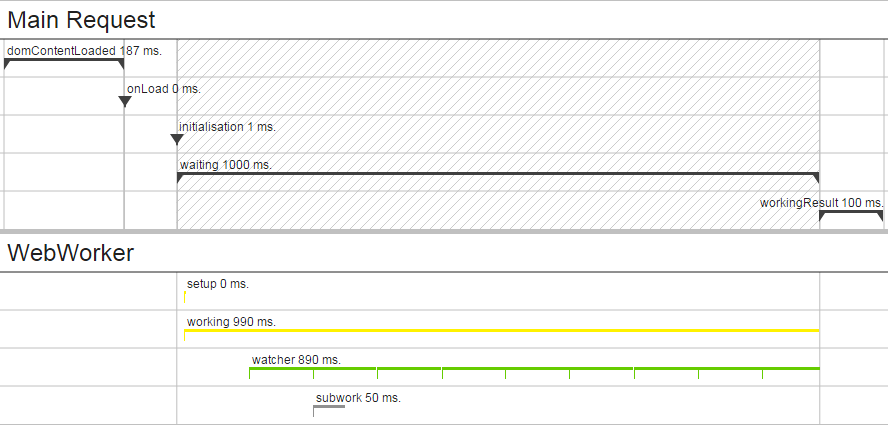 Main Request
domContentLoaded 187 ms.
onLoad 0 ms.
initialisation 1 ms.
waiting 1000 ms.
workingResult 100 ms.
WebWorker
setup 0 ms.
working 990 ms.
watcher 890 ms.
subwork 50 ms.